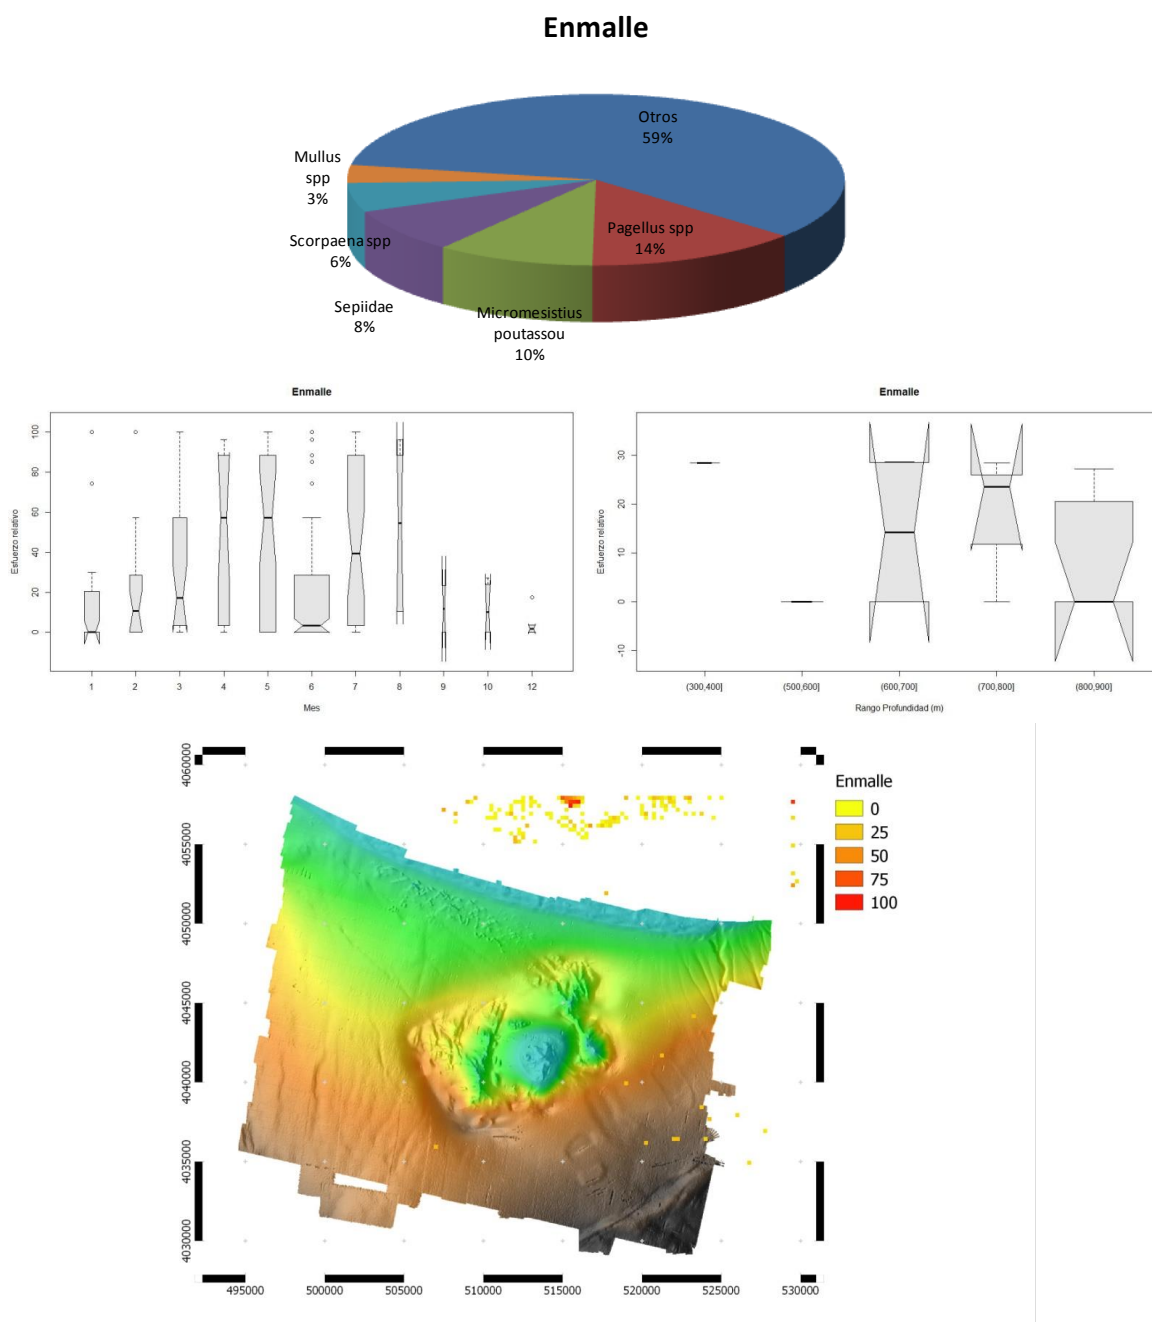 Enmalle
Otros
59%
Mullus
spp
3%
Pagellus spp
14%
Scorpaena spp
6%
Sepiidae
8%
Micromesistius
poutassou
10%
Enmalle
Esfuerzo relativo
0
20
40
60
80
100
1 2 3 4 5 6 7 8 9 10 12
Mes
Enmalle
Esfuerzo relativo
-10
0
10
20
30
(300,400] (500,600] (600,700] (700,800] (800,900]
Rango Profundidad (m)
4060000
4055000
4050000
4045000
4040000
4035000
4030000
495000 500000 505000 510000 515000 520000 525000 530000
Enmalle
0
25
50
75
100